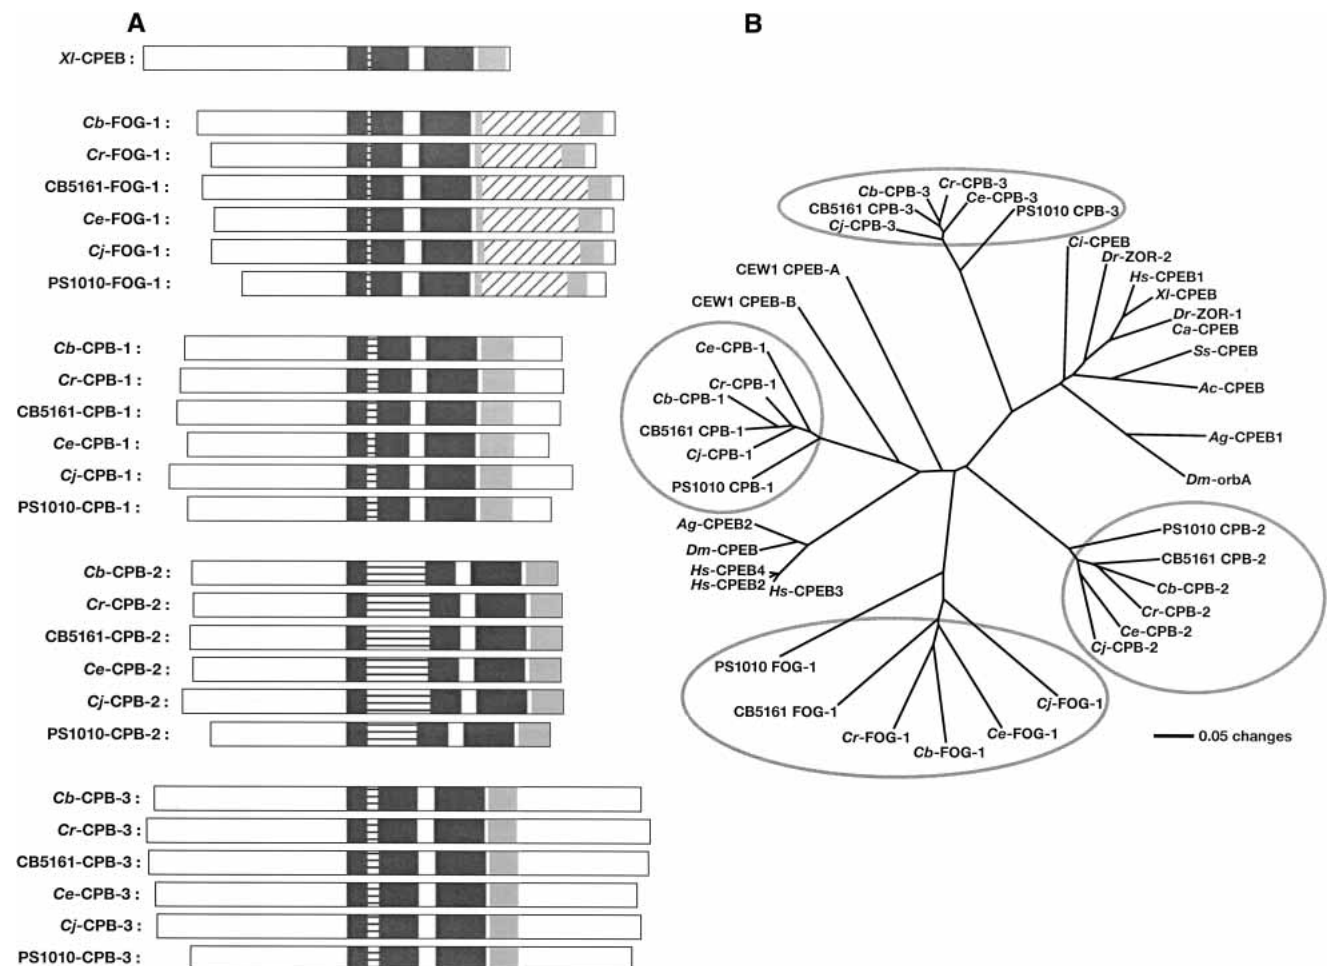 A
Xl-CPEB :
Cb-FOG-1 :
Cr-FOG-1 :
CB5161-FOG-1 :
Ce-FOG-1 :
Cj-FOG-1 :
PS1010-FOG-1 :
Cb-CPB-1 :
Cr-CPB-1 :
CB5161-CPB-1 :
Ce-CPB-1 :
Cj-CPB-1 :
PS1010-CPB-1 :
Cb-CPB-2 :
Cr-CPB-2 :
CB5161-CPB-2 :
Ce-CPB-2 :
Cj-CPB-2 :
PS1010-CPB-2 :
Cb-CPB-3 :
Cr-CPB-3 :
CB5161-CPB-3 :
Ce-CPB-3 :
Cj-CPB-3 :
PS1010-CPB-3 :
B
Cr-CPB-3
Cb-CPB-3
Ce-CPB-3
CB5161 CPB-3
PS1010 CPB-3
Cj-CPB-3
Ci-CPEB
Dr-ZOR-2
CEW1 CPEB-A
Hs-CPEB1
Xl-CPEB
CEW1 CPEB-B
Dr-ZOR-1
Ca-CPEB
Ce-CPB-1
Ss-CPEB
Cr-CPB-1
Ac-CPEB
Cb-CPB-1
CB5161 CPB-1
Ag-CPEB1
Cj-CPB-1
Dm-orbA
PS1010 CPB-1
Ag-CPEB2
PS1010 CPB-2
Dm-CPEB
CB5161 CPB-2
Hs-CPEB4
Hs-CPEB2
Hs-CPEB3
Cb-CPB-2
Cr-CPB-2
Ce-CPB-2
Cj-CPB-2
PS1010 FOG-1
CB5161 FOG-1
Cj-FOG-1
Cr-FOG-1
Ce-FOG-1
Cb-FOG-1
0.05 changes